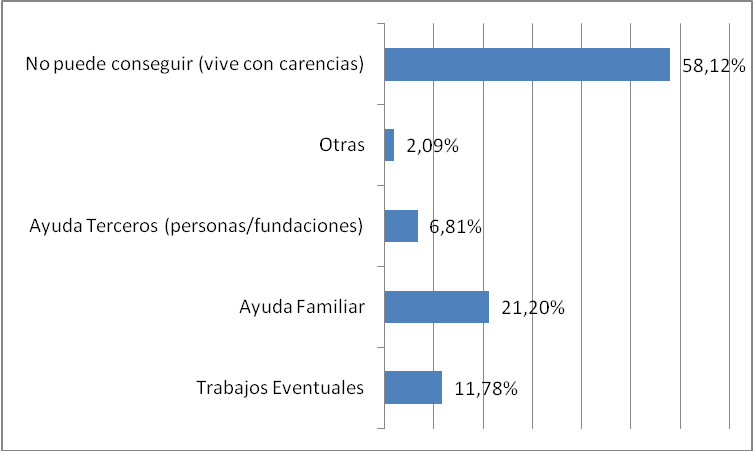 No puede conseguir (vive con carencias)
58,12%
Otras
2,09%
Ayuda Terceros (personas/fundaciones)
6,81%
Ayuda Familiar
21,20%
Trabajos Eventuales
11,78%